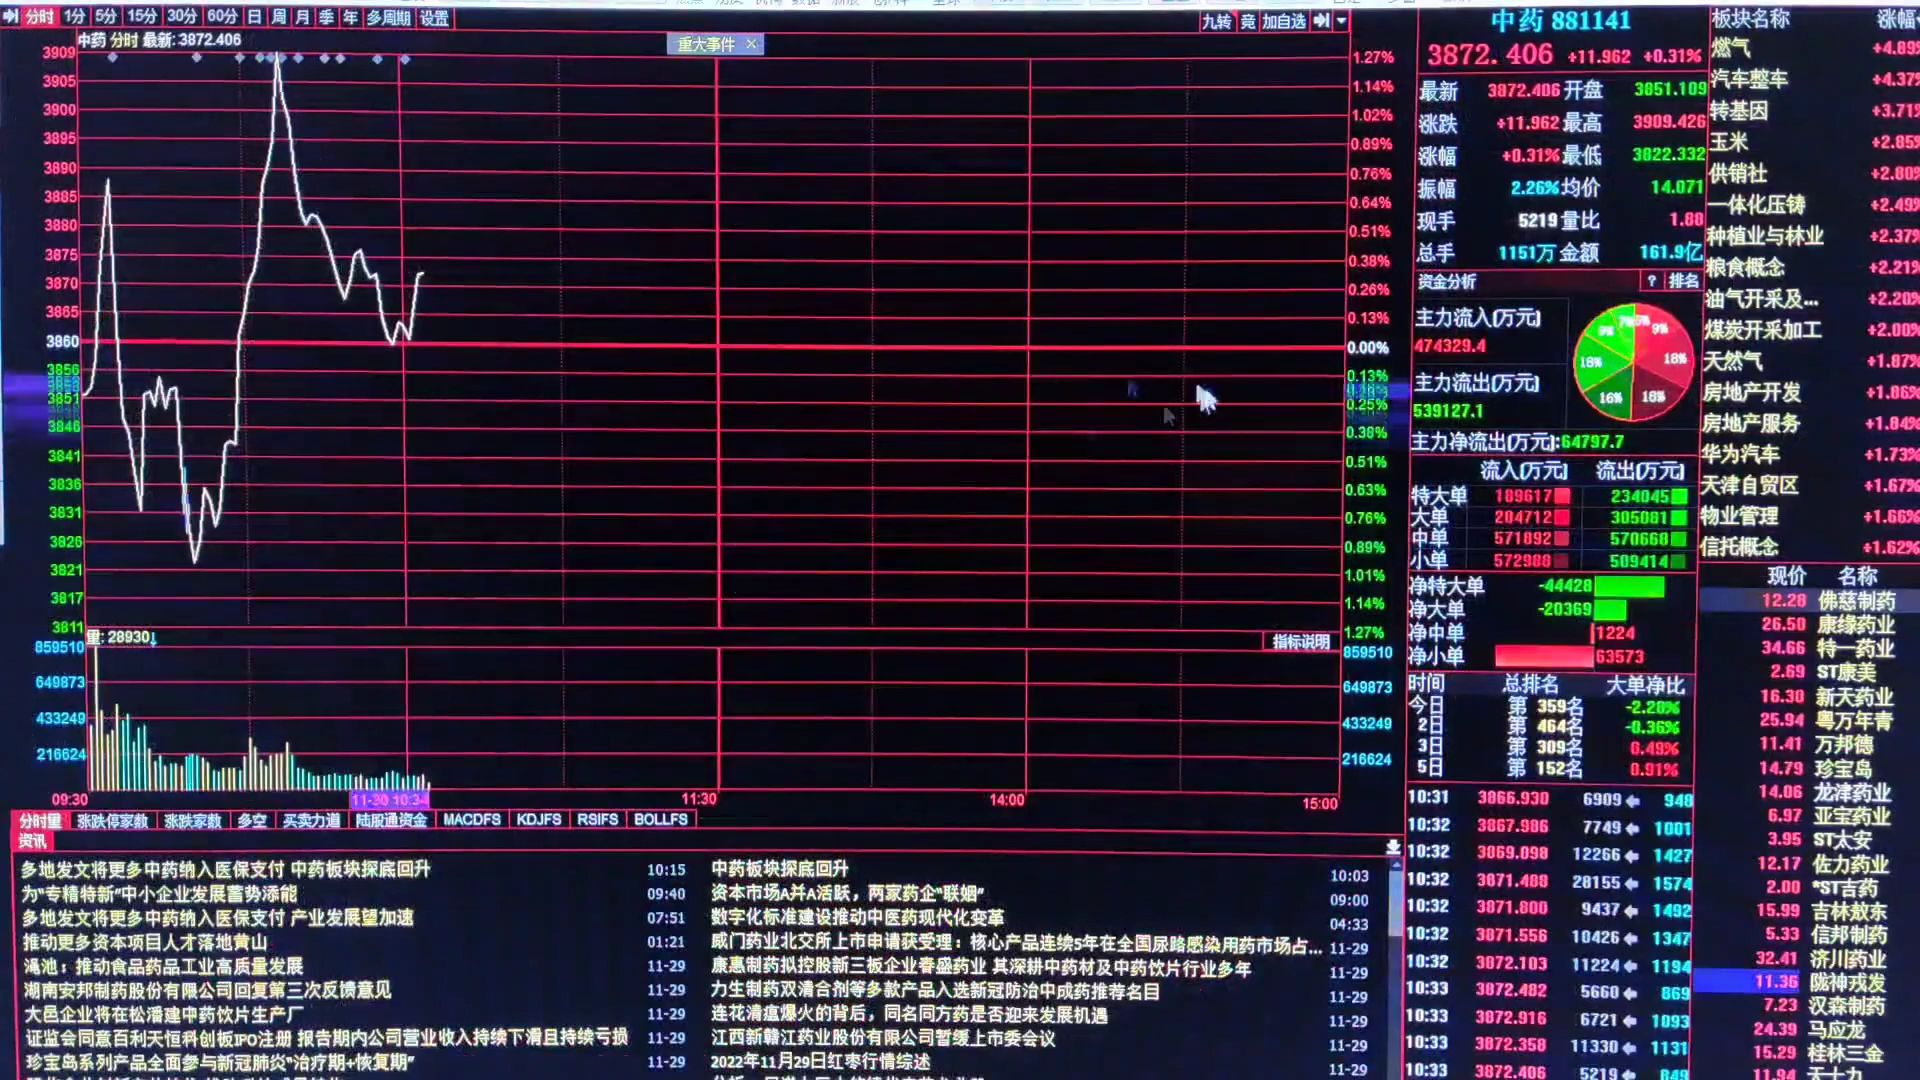 分时 1分 5分 15分 30分 60分 日 周 月 季 年 多周期 设置
九转 竞 加自选
中药 分时 最新: 3872.406
重大事件 ×
3909 1.27%
3905 1.14%
3900 1.02%
3895 0.89%
3890 0.76%
3885 0.64%
3880 0.51%
3875 0.38%
3870 0.26%
3865 0.13%
3860 0.00%
3856 0.13%
3851 0.25%
3846 0.38%
3841 0.51%
3836 0.63%
3831 0.76%
3826 0.89%
3821 1.01%
3817 1.14%
3811 1.27%
量: 28930↓
指标说明
859510 859510
649873 649873
433249 433249
216624 216624
09:30 11-30 10:34 11:30 14:00 15:00
分时量 涨跌停家数 涨跌家数 多空 买卖力道 陆股通资金 MACDFS KDJFS RSIFS BOLLFS
资讯
多地发文将更多中药纳入医保支付 中药板块探底回升 10:15
为“专精特新”中小企业发展蓄势添能 09:40
多地发文将更多中药纳入医保支付 产业发展望加速 07:51
推动更多资本项目人才落地黄山 01:21
渑池：推动食品药品工业高质量发展 11-29
湖南安邦制药股份有限公司回复第三次反馈意见 11-29
大邑企业将在松潘建中药饮片生产厂 11-29
证监会同意百利天恒科创板IPO注册 报告期内公司营业收入持续下滑且持续亏损 11-29
珍宝岛系列产品全面参与新冠肺炎“治疗期+恢复期” 11-29
中药板块探底回升 10:03
资本市场A并A活跃，两家药企“联姻” 09:00
数字化标准建设推动中医药现代化变革 04:33
威门药业北交所上市申请获受理：核心产品连续5年在全国尿路感染用药市场占... 11-29
康惠制药拟控股新三板企业春盛药业 其深耕中药材及中药饮片行业多年 11-29
力生制药双清合剂等多款产品入选新冠防治中成药推荐名目 11-29
连花清瘟爆火的背后，同名同方药是否迎来发展机遇 11-29
江西新赣江药业股份有限公司暂缓上市委会议 11-29
2022年11月29日红枣行情综述 11-29
中药 881141
3872.406 +11.962 +0.31%
最新 3872.406 开盘 3851.109
涨跌 +11.962 最高 3909.426
涨幅 +0.31% 最低 3822.332
振幅 2.26% 均价 14.071
现手 5219 量比 1.88
总手 1151万 金额 161.9亿
资金分析 ? 排名
主力流入(万元)
474329.4
主力流出(万元)
539127.1
9% 18% 18% 16% 16%
主力净流出(万元):64797.7
流入(万元) 流出(万元)
特大单 189617 234045
大单 284712 305081
中单 571892 570668
小单 572988 509414
净特大单 -44428
净大单 -20369
净中单 1224
净小单 63573
时间 总排名 大单净比
今日 第 359名 -2.20%
2日 第 464名 -0.36%
3日 第 309名 0.49%
5日 第 152名 0.91%
10:31 3866.930 6909 948
10:32 3867.986 7749 1001
10:32 3869.098 12266 1427
10:32 3871.488 28155 1574
10:32 3871.800 9437 1492
10:32 3871.556 10426 1347
10:32 3872.103 11224 1194
10:33 3872.482 5660 869
10:33 3872.916 6721 1093
10:33 3872.358 11330 1131
10:33 3872.406 5219 849
板块名称 涨幅
燃气 +4.89%
汽车整车 +4.37%
转基因 +3.71%
玉米 +2.85%
供销社 +2.80%
一体化压铸 +2.49%
种植业与林业 +2.37%
粮食概念 +2.21%
油气开采及... +2.20%
煤炭开采加工 +2.00%
天然气 +1.87%
房地产开发 +1.86%
房地产服务 +1.84%
华为汽车 +1.73%
天津自贸区 +1.67%
物业管理 +1.66%
信托概念 +1.62%
现价 名称
12.28 佛慈制药
26.50 康缘药业
34.66 特一药业
2.69 ST康美
16.30 新天药业
25.94 粤万年青
11.41 万邦德
14.79 珍宝岛
14.06 龙津药业
6.97 亚宝药业
3.95 ST太安
12.17 佐力药业
2.00 *ST吉药
15.99 吉林敖东
5.33 信邦制药
32.41 济川药业
11.36 陇神戎发
7.23 汉森制药
24.39 马应龙
15.29 桂林三金
11.94